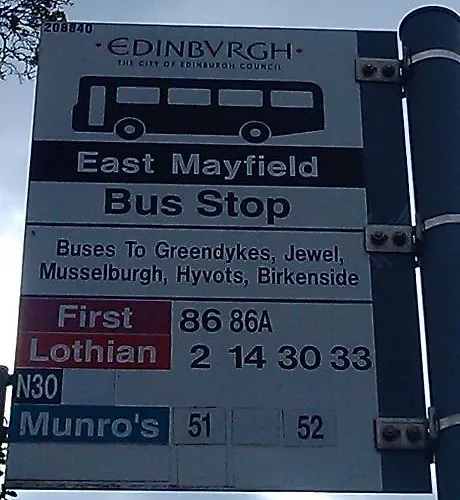 208840
·EDINBVRGH·
THE CITY OF EDINBURGH COUNCIL
East Mayfield
Bus Stop
Buses To Greendykes, Jewel,
Musselburgh, Hyvots, Birkenside
First 86 86A
Lothian 2 14 30 33
N30
Munro's 51 52